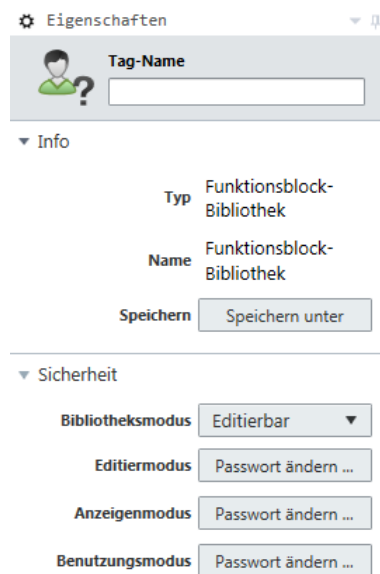 Eigenschaften
Tag-Name
Info
Typ Funktionsblock-
Bibliothek
Name Funktionsblock-
Bibliothek
Speichern Speichern unter
Sicherheit
Bibliotheksmodus Editierbar
Editiermodus Passwort ändern ...
Anzeigenmodus Passwort ändern ...
Benutzungsmodus Passwort ändern ...